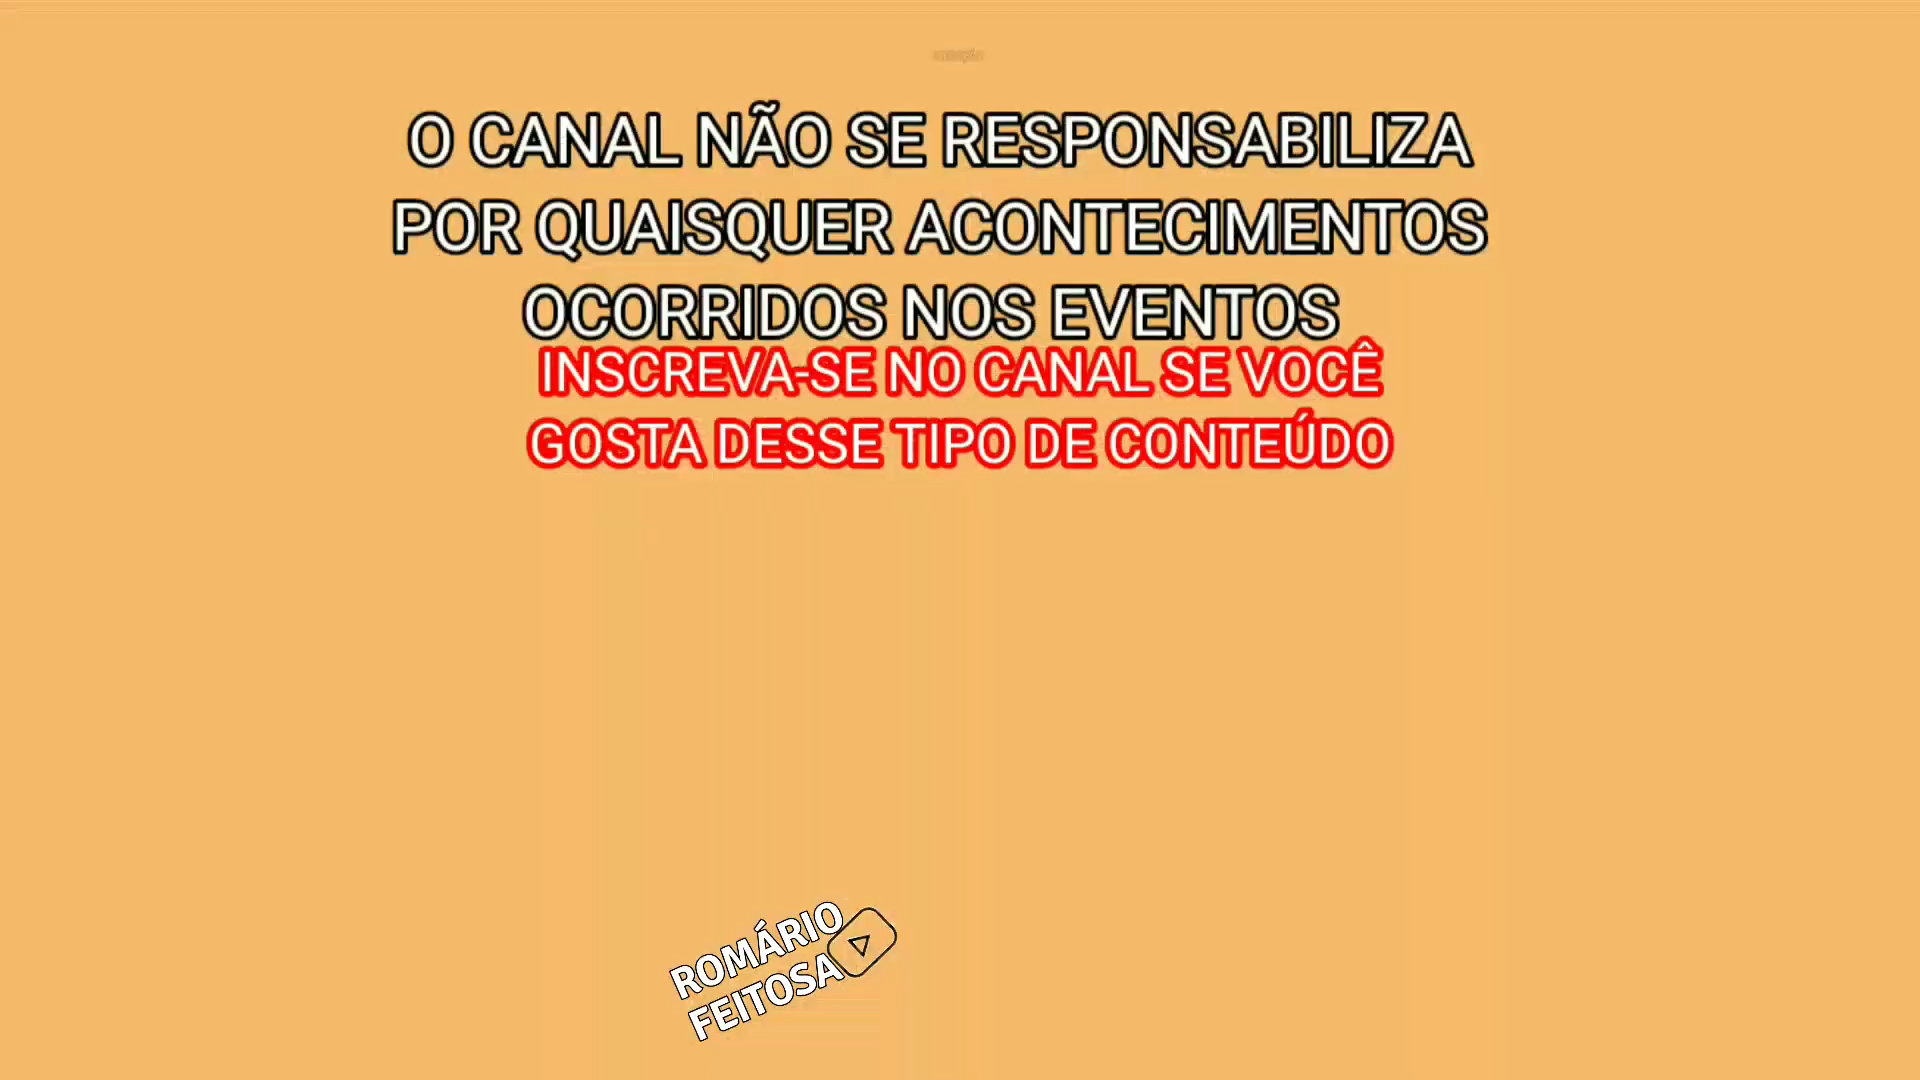 O CANAL NÃO SE RESPONSABILIZA
POR QUAISQUER ACONTECIMENTOS
OCORRIDOS NOS EVENTOS
INSCREVA-SE NO CANAL SE VOCÊ
GOSTA DESSE TIPO DE CONTEÚDO
ROMÁRIO
FEITOSA